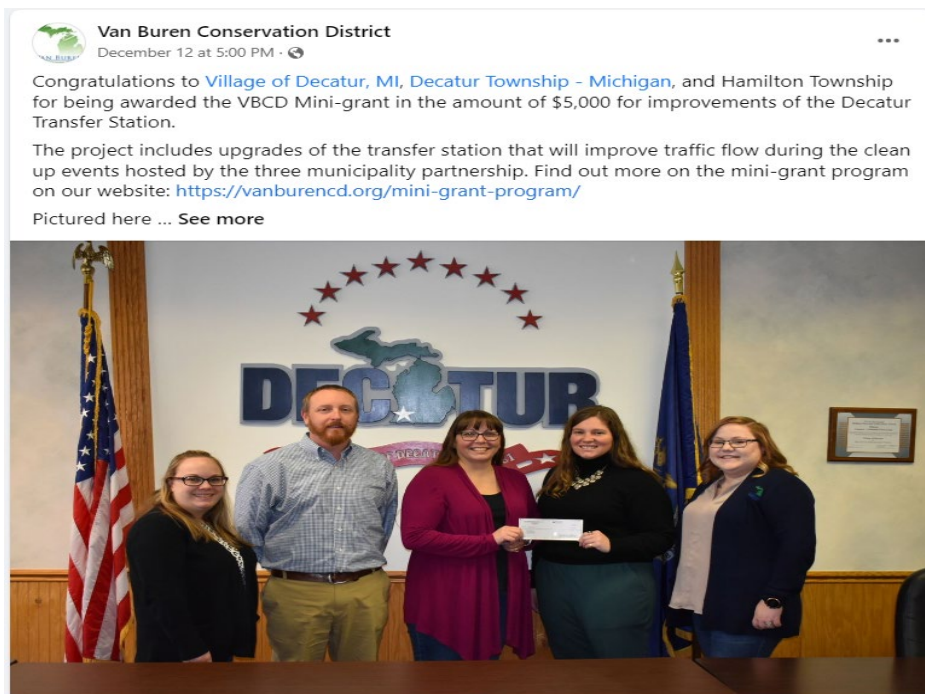 Van Buren Conservation District
December 12 at 5:00 PM ·
Congratulations to Village of Decatur, MI, Decatur Township - Michigan, and Hamilton Township
for being awarded the VBCD Mini-grant in the amount of $5,000 for improvements of the Decatur
Transfer Station.
The project includes upgrades of the transfer station that will improve traffic flow during the clean
up events hosted by the three municipality partnership. Find out more on the mini-grant program
on our website: https://vanburencd.org/mini-grant-program/
Pictured here ... See more
DECATUR